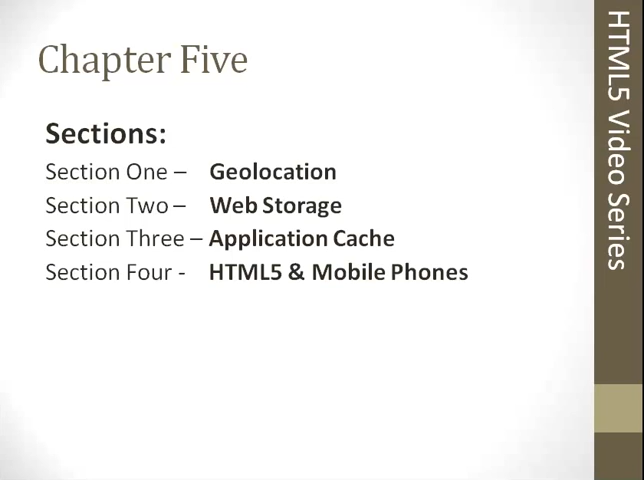 Chapter Five
Sections:
Section One – Geolocation
Section Two – Web Storage
Section Three – Application Cache
Section Four - HTML5 & Mobile Phones
HTML5 Video Series